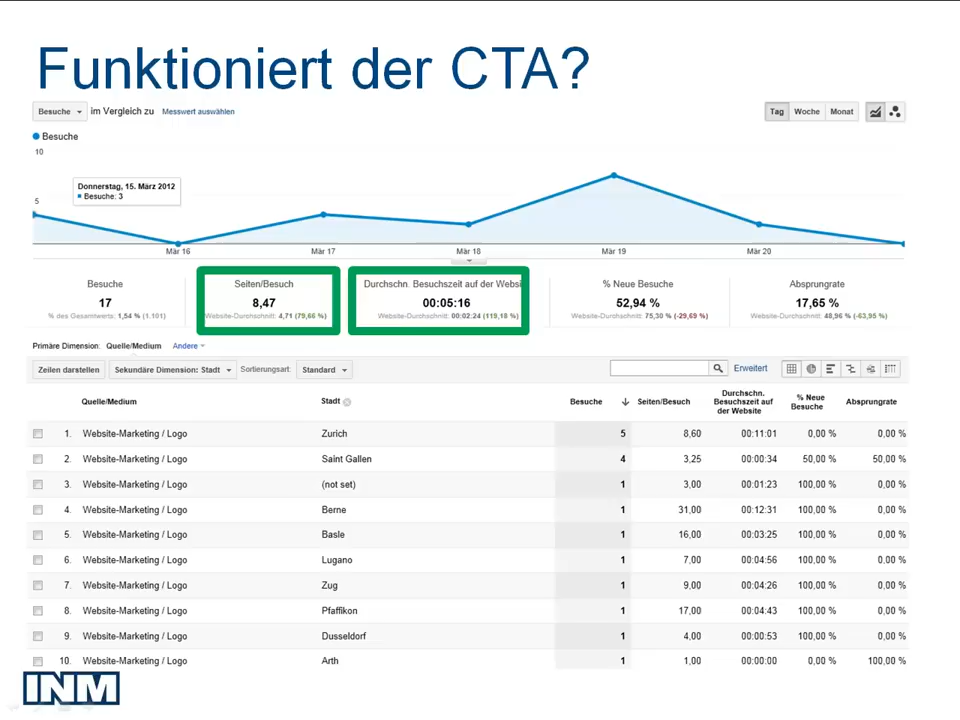 Funktioniert der CTA?
Besuche im Vergleich zu Messwert auswählen Tag Woche Monat
Besuche
10
Donnerstag, 15. März 2012
Besuche: 3
5
Mär 16 Mär 17 Mär 18 Mär 19 Mär 20
Besuche Seiten/Besuch Durchschn. Besuchszeit auf der Websi % Neue Besuche Absprungrate
17 8,47 00:05:16 52,94 % 17,65 %
% des Gesamtwerts: 1,54 % (1.101) Website-Durchschnitt: 4,71 (79,66 %) Website-Durchschnitt: 00:02:24 (119,18 %) Website-Durchschnitt: 75,30 % (-29,69 %) Website-Durchschnitt: 48,96 % (-63,95 %)
Primäre Dimension: Quelle/Medium Andere
Zeilen darstellen Sekundäre Dimension: Stadt Sortierungsart: Standard Erweitert
Quelle/Medium Stadt Besuche Seiten/Besuch Durchschn. Besuchszeit auf der Website % Neue Besuche Absprungrate
1. Website-Marketing / Logo Zurich 5 8,60 00:11:01 0,00 % 0,00 %
2. Website-Marketing / Logo Saint Gallen 4 3,25 00:00:34 50,00 % 50,00 %
3. Website-Marketing / Logo (not set) 1 3,00 00:01:23 100,00 % 0,00 %
4. Website-Marketing / Logo Berne 1 31,00 00:12:31 100,00 % 0,00 %
5. Website-Marketing / Logo Basle 1 16,00 00:03:25 100,00 % 0,00 %
6. Website-Marketing / Logo Lugano 1 7,00 00:04:56 100,00 % 0,00 %
7. Website-Marketing / Logo Zug 1 9,00 00:04:26 100,00 % 0,00 %
8. Website-Marketing / Logo Pfaffikon 1 17,00 00:04:43 100,00 % 0,00 %
9. Website-Marketing / Logo Dusseldorf 1 4,00 00:00:53 100,00 % 0,00 %
10. Website-Marketing / Logo Arth 1 1,00 00:00:00 0,00 % 100,00 %
INM